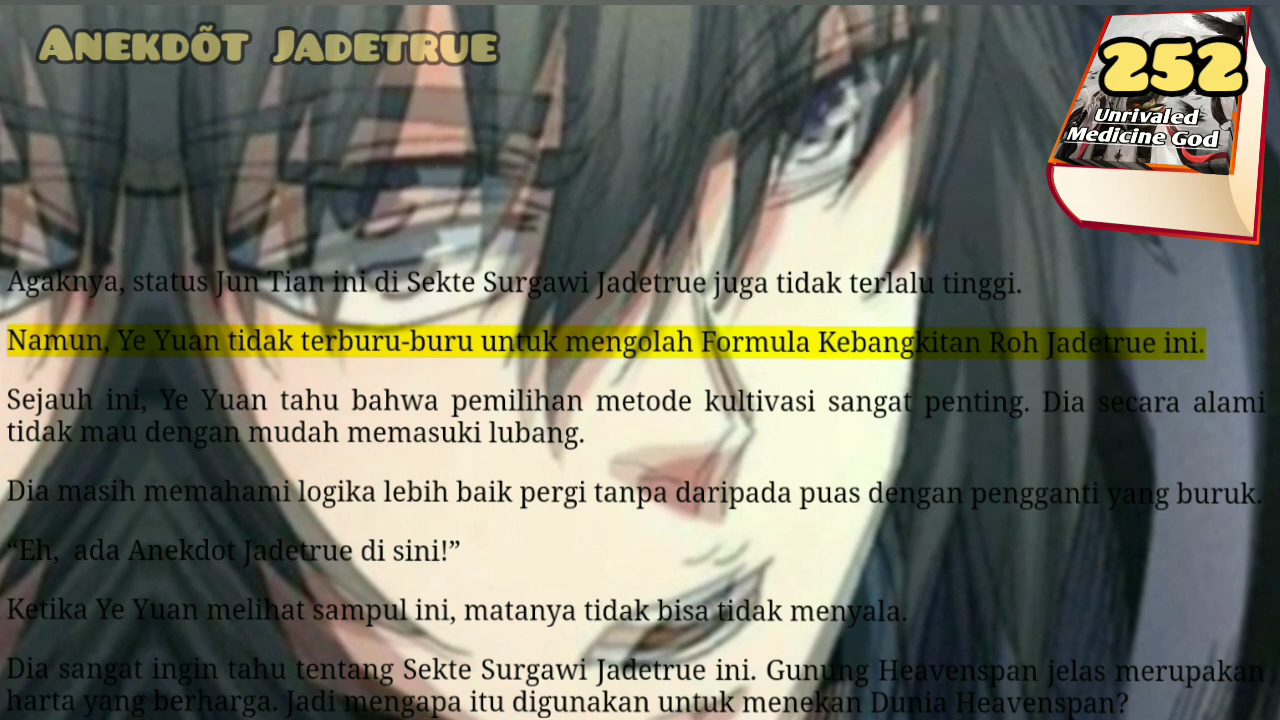 Anekdõt Jadetrue
252
Unrivaled
Medicine God
Agaknya, status Jun Tian ini di Sekte Surgawi Jadetrue juga tidak terlalu tinggi.
Namun, Ye Yuan tidak terburu-buru untuk mengolah Formula Kebangkitan Roh Jadetrue ini.
Sejauh ini, Ye Yuan tahu bahwa pemilihan metode kultivasi sangat penting. Dia secara alami
tidak mau dengan mudah memasuki lubang.
Dia masih memahami logika lebih baik pergi tanpa daripada puas dengan pengganti yang buruk.
“Eh, ada Anekdot Jadetrue di sini!”
Ketika Ye Yuan melihat sampul ini, matanya tidak bisa tidak menyala.
Dia sangat ingin tahu tentang Sekte Surgawi Jadetrue ini. Gunung Heavenspan jelas merupakan
harta yang berharga. Jadi mengapa itu digunakan untuk menekan Dunia Heavenspan?